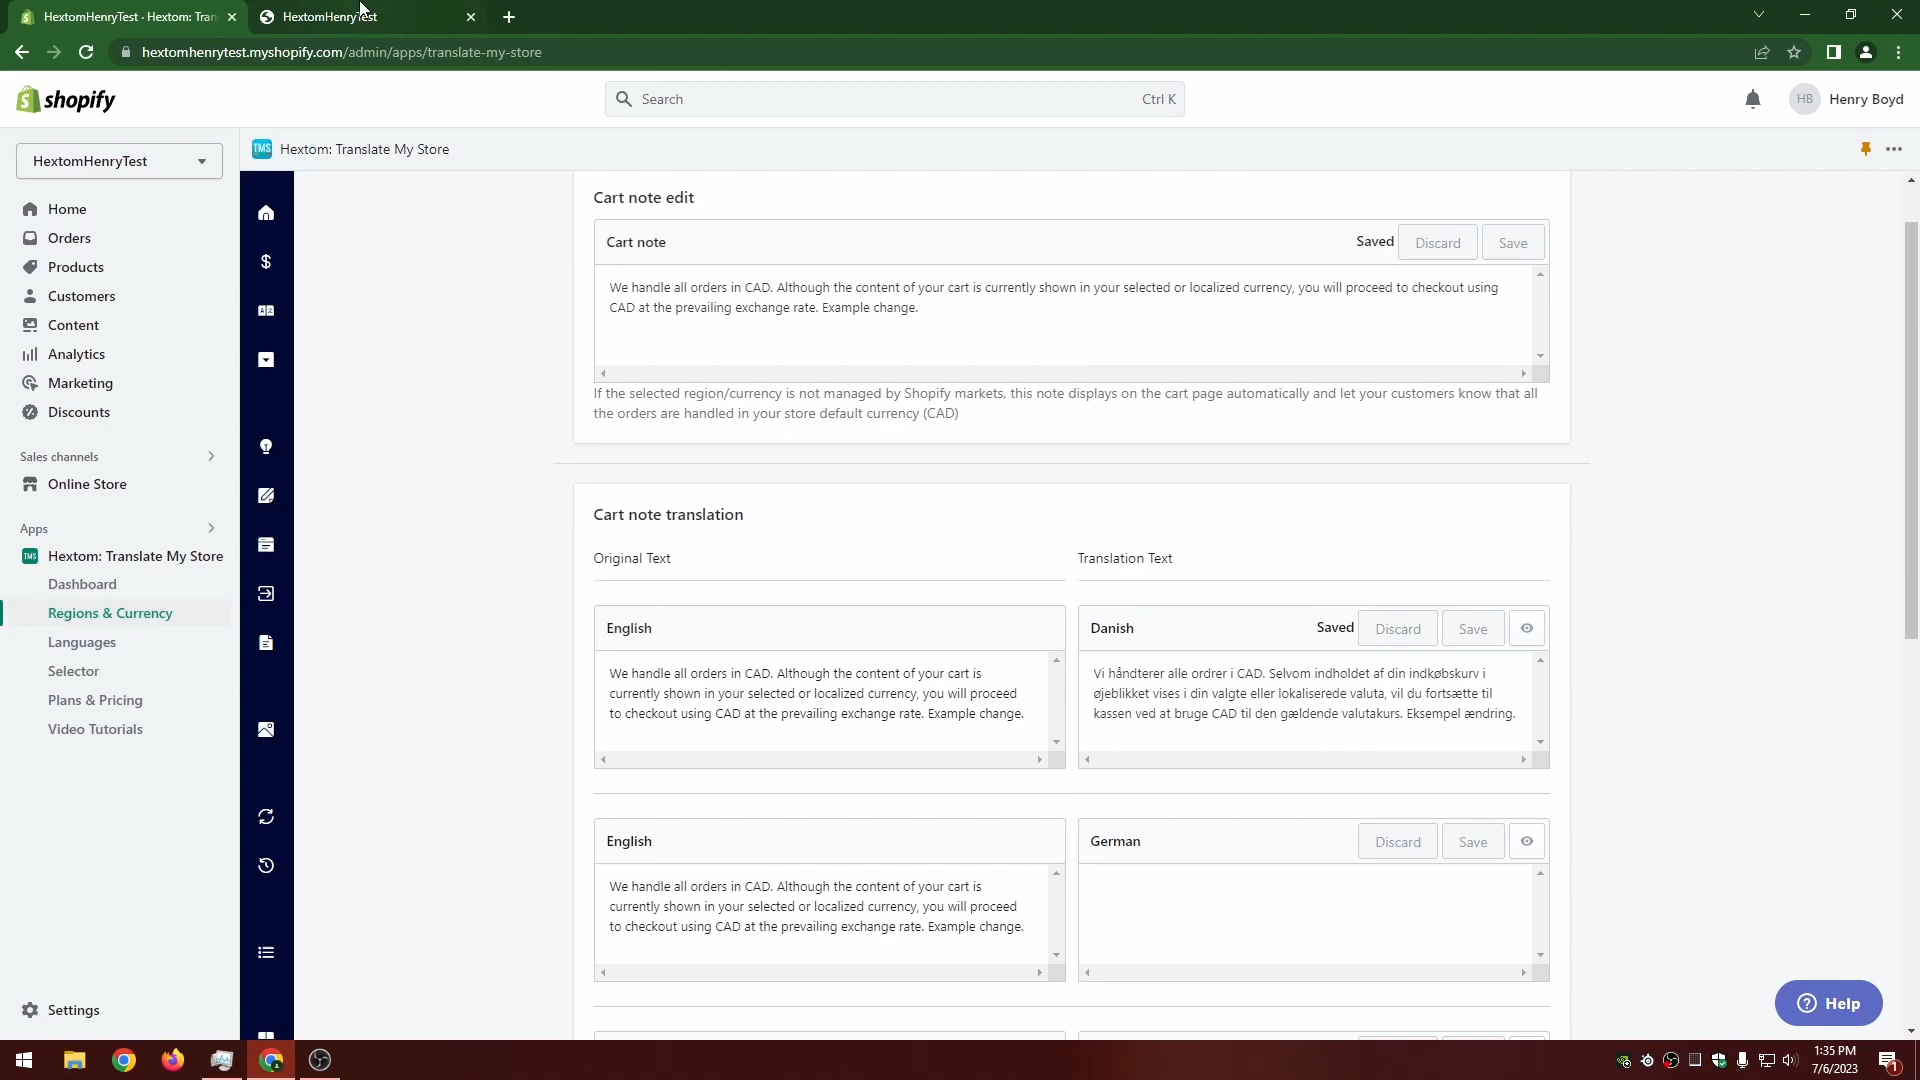 HextomHenryTest · Hextom: Tran
HextomHenryTest
hextomhenrytest.myshopify.com/admin/apps/translate-my-store
shopify
Search
Ctrl K
HB
Henry Boyd
HextomHenryTest
TMS
Hextom: Translate My Store
Home
Orders
Products
Customers
Content
Analytics
Marketing
Discounts
Sales channels
Online Store
Apps
TMS
Hextom: Translate My Store
Dashboard
Regions & Currency
Languages
Selector
Plans & Pricing
Video Tutorials
Settings
Cart note edit
Cart note
Saved
Discard
Save
We handle all orders in CAD. Although the content of your cart is currently shown in your selected or localized currency, you will proceed to checkout using
CAD at the prevailing exchange rate. Example change.
If the selected region/currency is not managed by Shopify markets, this note displays on the cart page automatically and let your customers know that all
the orders are handled in your store default currency (CAD)
Cart note translation
Original Text
Translation Text
English
We handle all orders in CAD. Although the content of your cart is
currently shown in your selected or localized currency, you will proceed
to checkout using CAD at the prevailing exchange rate. Example change.
Danish
Saved
Discard
Save
Vi håndterer alle ordrer i CAD. Selvom indholdet af din indkøbskurv i
øjeblikket vises i din valgte eller lokaliserede valuta, vil du fortsætte til
kassen ved at bruge CAD til den gældende valutakurs. Eksempel ændring.
English
We handle all orders in CAD. Although the content of your cart is
currently shown in your selected or localized currency, you will proceed
to checkout using CAD at the prevailing exchange rate. Example change.
German
Discard
Save
Help
1:35 PM
7/6/2023
1